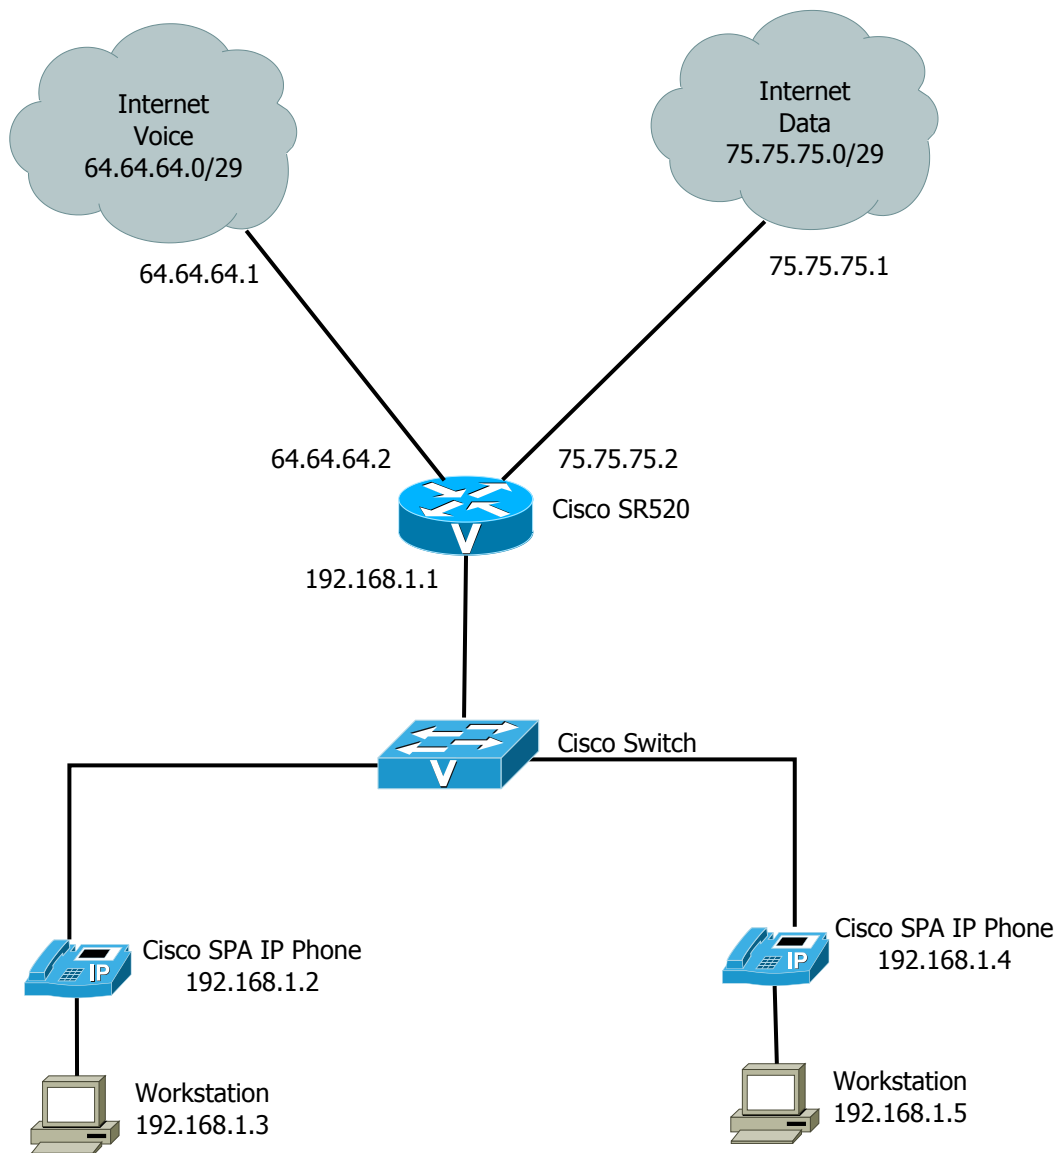 Internet
Voice
64.64.64.0/29
Internet
Data
75.75.75.0/29
64.64.64.1
75.75.75.1
64.64.64.2
75.75.75.2
Cisco SR520
V
192.168.1.1
Cisco Switch
V
IP
Cisco SPA IP Phone
192.168.1.2
IP
Cisco SPA IP Phone
192.168.1.4
Workstation
192.168.1.3
Workstation
192.168.1.5